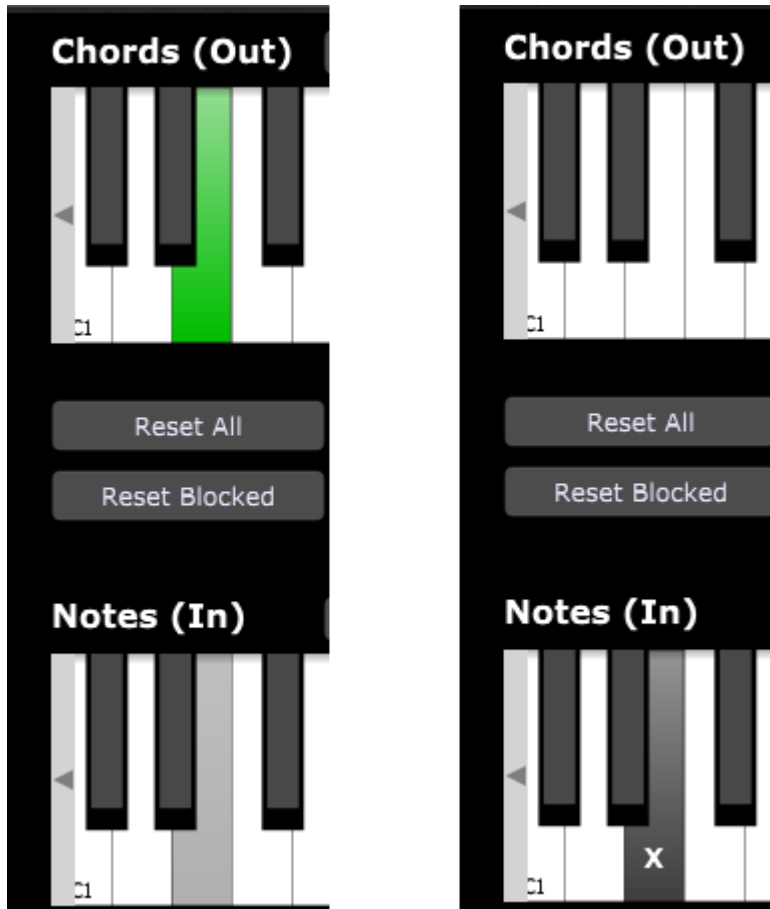 Chords (Out)
C1
Reset All
Reset Blocked
Notes (In)
C1
Chords (Out)
C1
Reset All
Reset Blocked
Notes (In)
X
C1